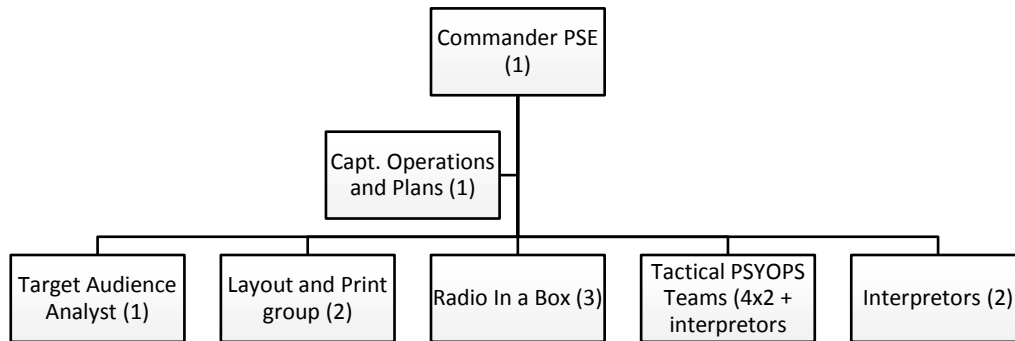 Commander PSE
(1)
Capt. Operations
and Plans (1)
Target Audience
Analyst (1)
Layout and Print
group (2)
Radio In a Box (3)
Tactical PSYOPS
Teams (4x2 +
interpretors
Interpretors (2)